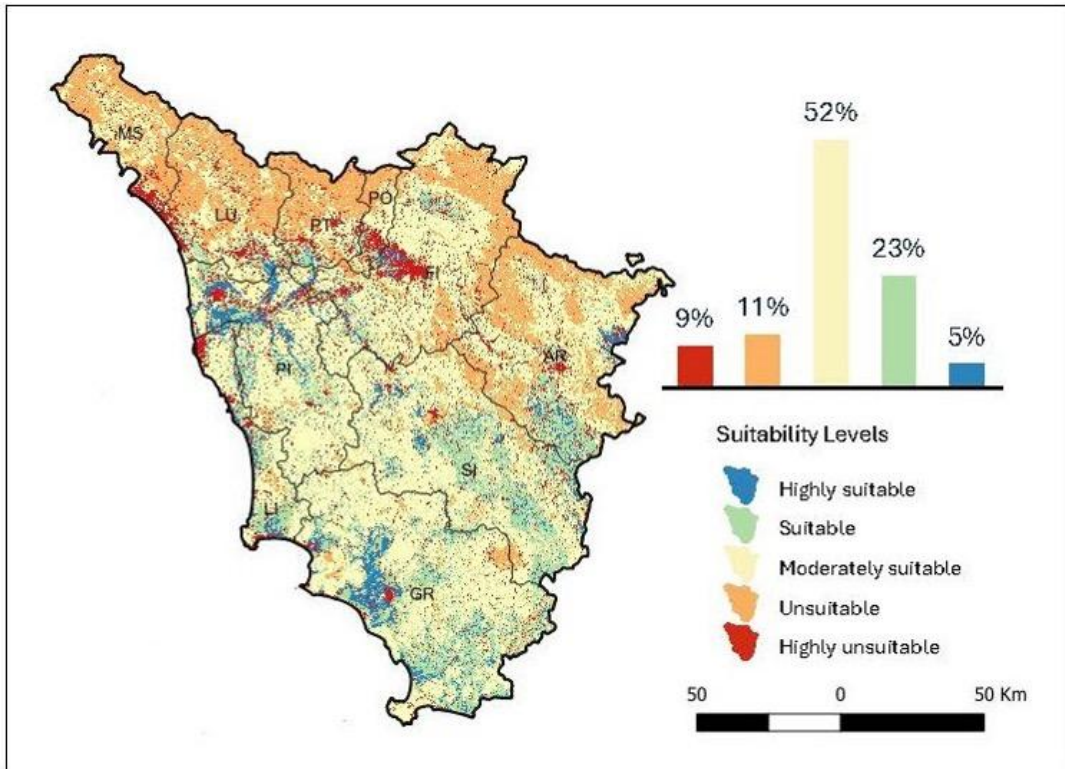 MS
LU
PT
PO
FI
AR
PI
SI
LI
GR
52%
23%
9%
11%
5%
Suitability Levels
Highly suitable
Suitable
Moderately suitable
Unsuitable
Highly unsuitable
50 0 50 Km